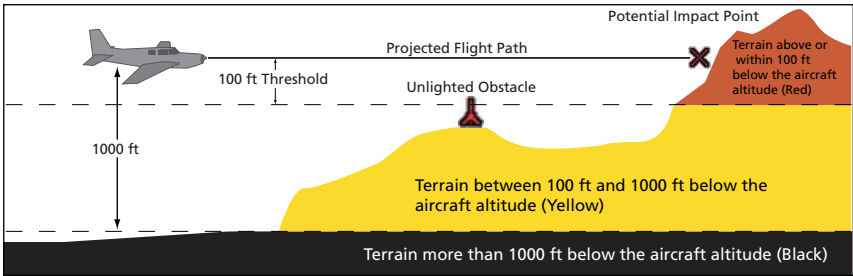 Potential Impact Point
Projected Flight Path
Terrain above or
within 100 ft
below the aircraft
altitude (Red)
100 ft Threshold
Unlighted Obstacle
1000 ft
Terrain between 100 ft and 1000 ft below the
aircraft altitude (Yellow)
Terrain more than 1000 ft below the aircraft altitude (Black)